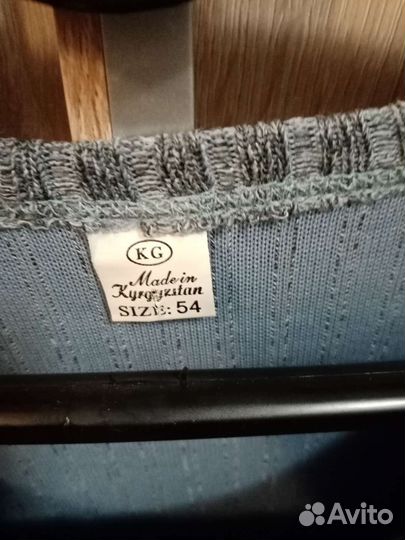 KG
Made in
Kyrgyzstan
SIZE: 54
Avito